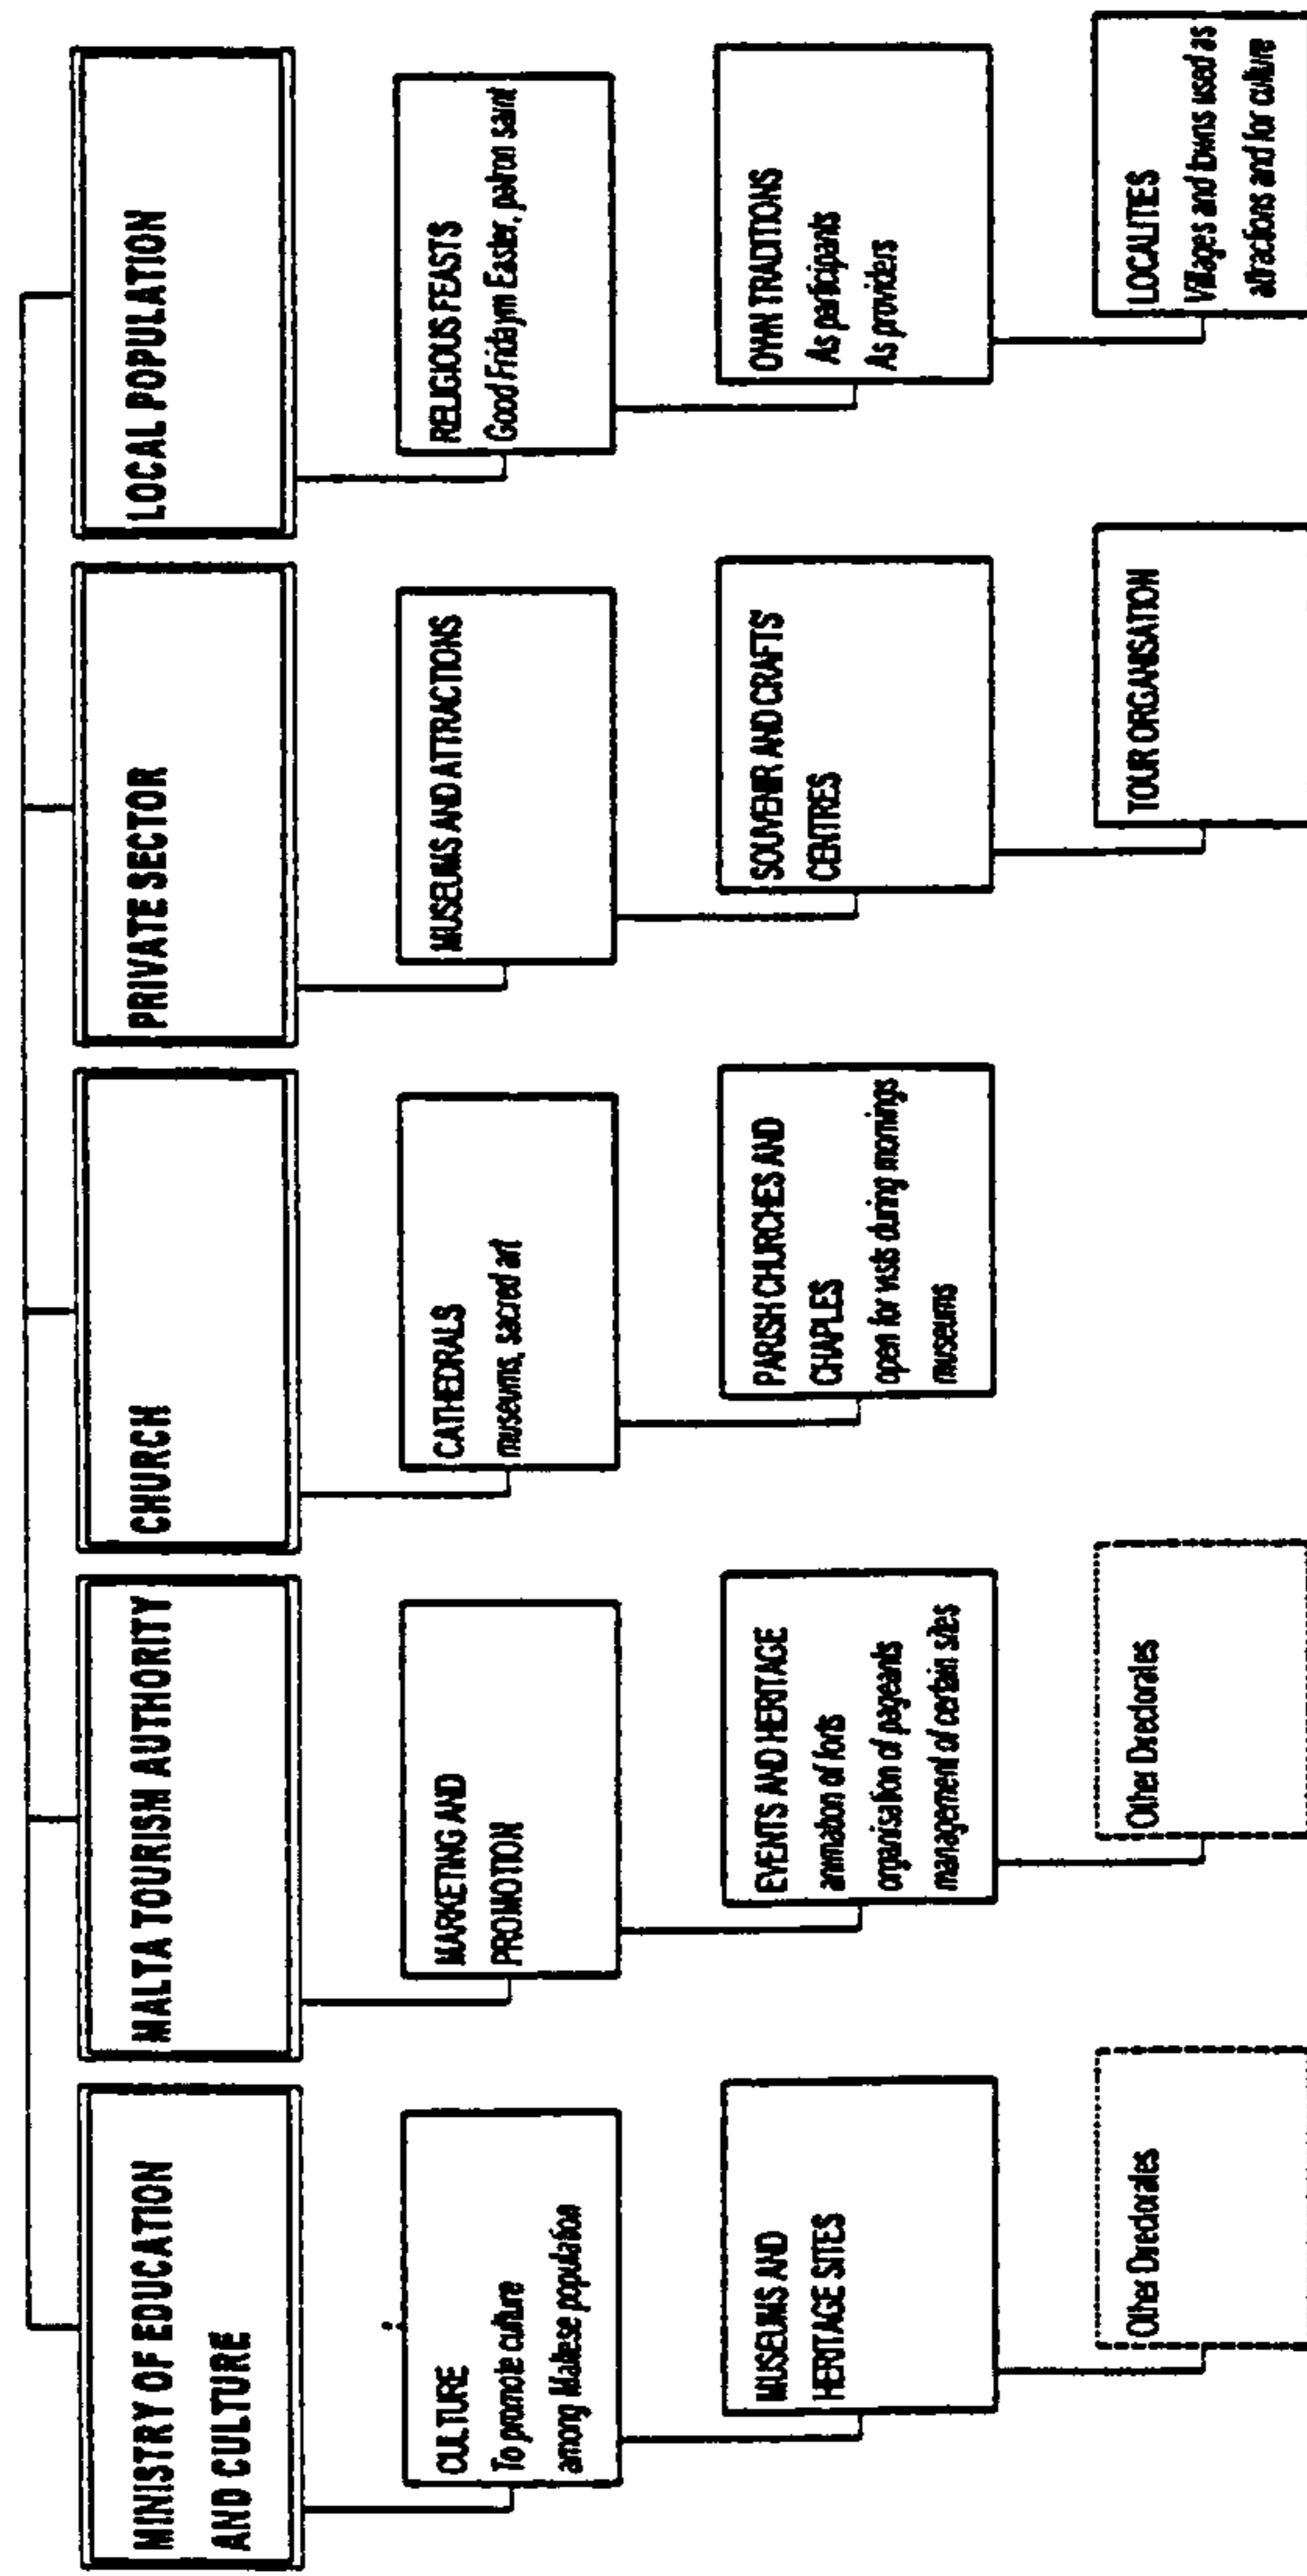 MINISTRY OF EDUCATION
AND CULTURE
CULTURE
To promote culture
among Maltese population
MUSEUMS AND
HERITAGE SITES
Other Directorates
MALTA TOURISM AUTHORITY
MARKETING AND
PROMOTION
EVENTS AND HERITAGE
animation of forts
organisation of pageants
management of certain sites
Other Directorates
CHURCH
CATHEDRALS
museums, sacred art
PARISH CHURCHES AND
CHAPLES
open for visits during mornings
museums
PRIVATE SECTOR
MUSEUMS AND ATTRACTIONS
SOUVENIR AND CRAFTS
CENTRES
TOUR ORGANISATION
LOCAL POPULATION
RELIGIOUS FEASTS
Good Fridaym Easter, patron saint
OWN TRADITIONS
As participants
As providers
LOCALITIES
Villages and towns used as
attractions and for culture